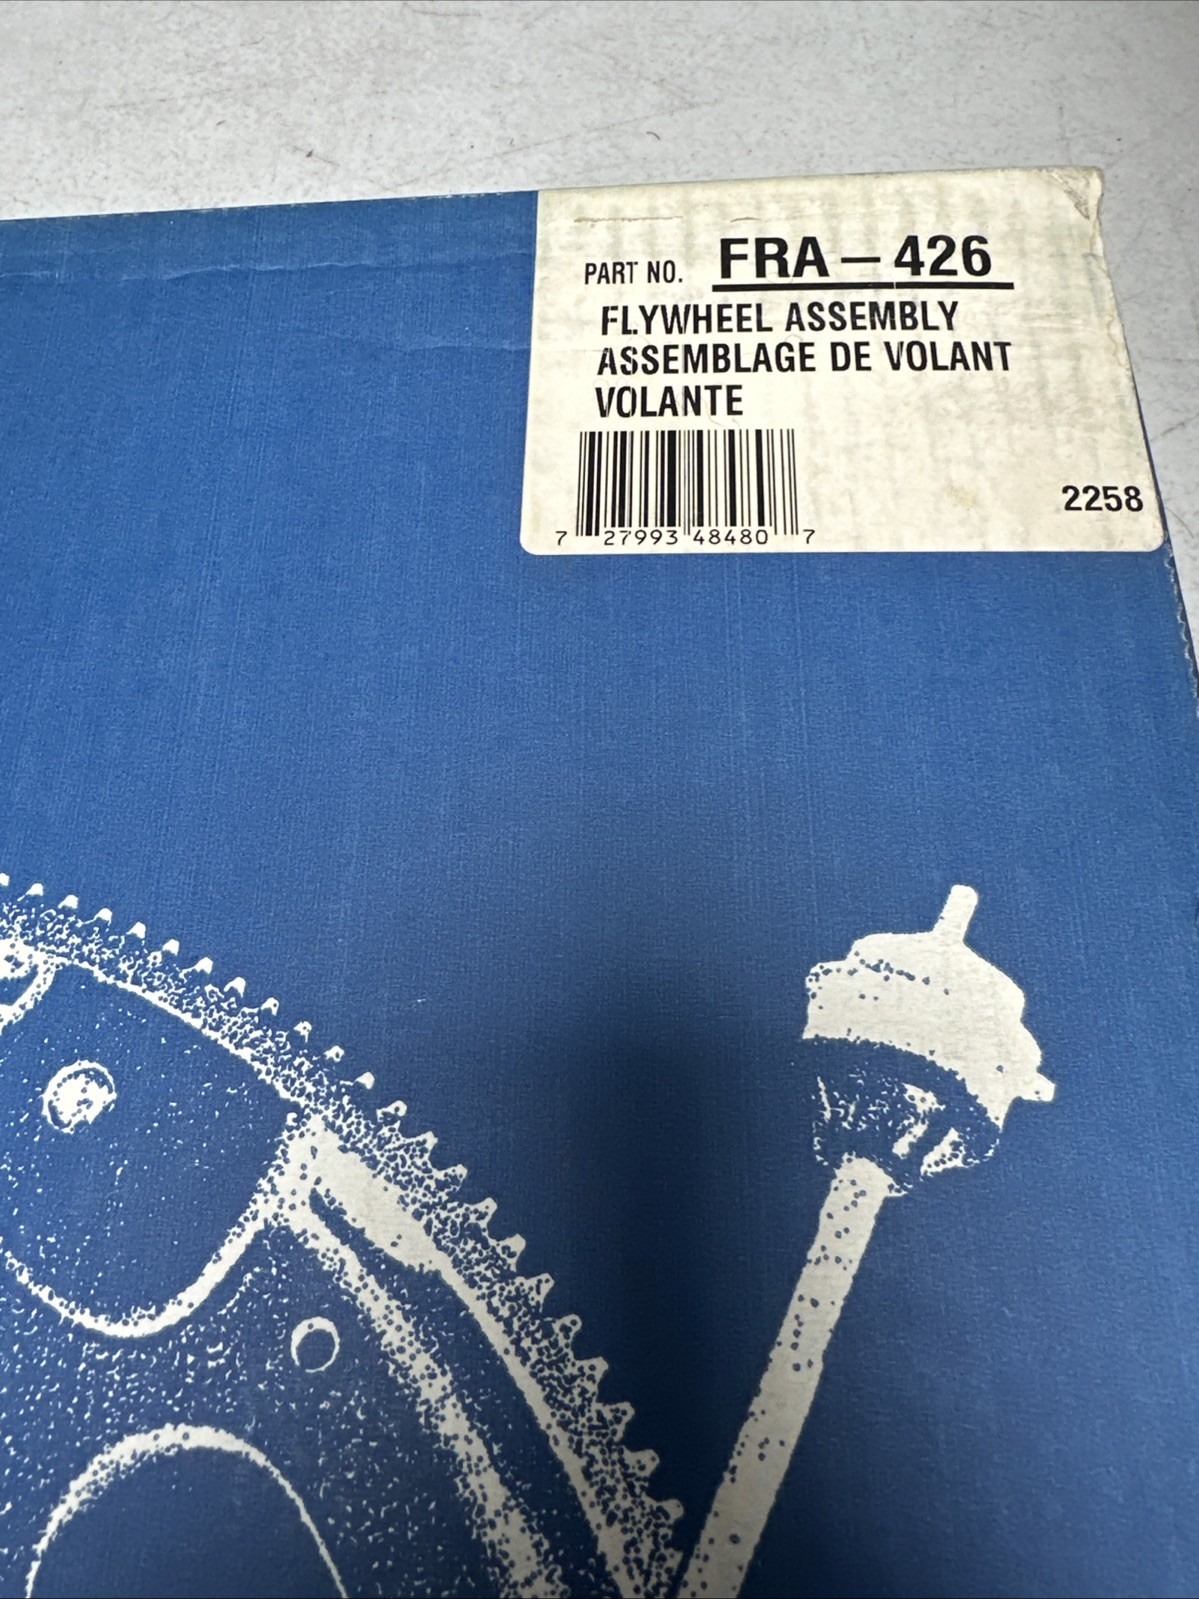 PART NO. FRA-426
FLYWHEEL ASSEMBLY
ASSEMBLAGE DE VOLANT
VOLANTE
2258
7 27993 48480 7